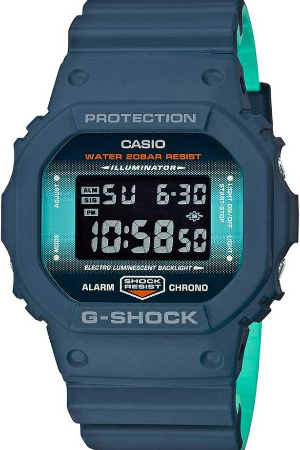 PROTECTION
CASIO
WATER 20BAR RESIST
ILLUMINATOR
ADJUST
LIGHT ON/OFF
START·STOP
ALM
SIG
PM
SU 6-30
10:58 50
MODE
LIGHT
ELECTRO LUMINESCENT BACKLIGHT
ALARM SHOCK RESIST CHRONO
G-SHOCK